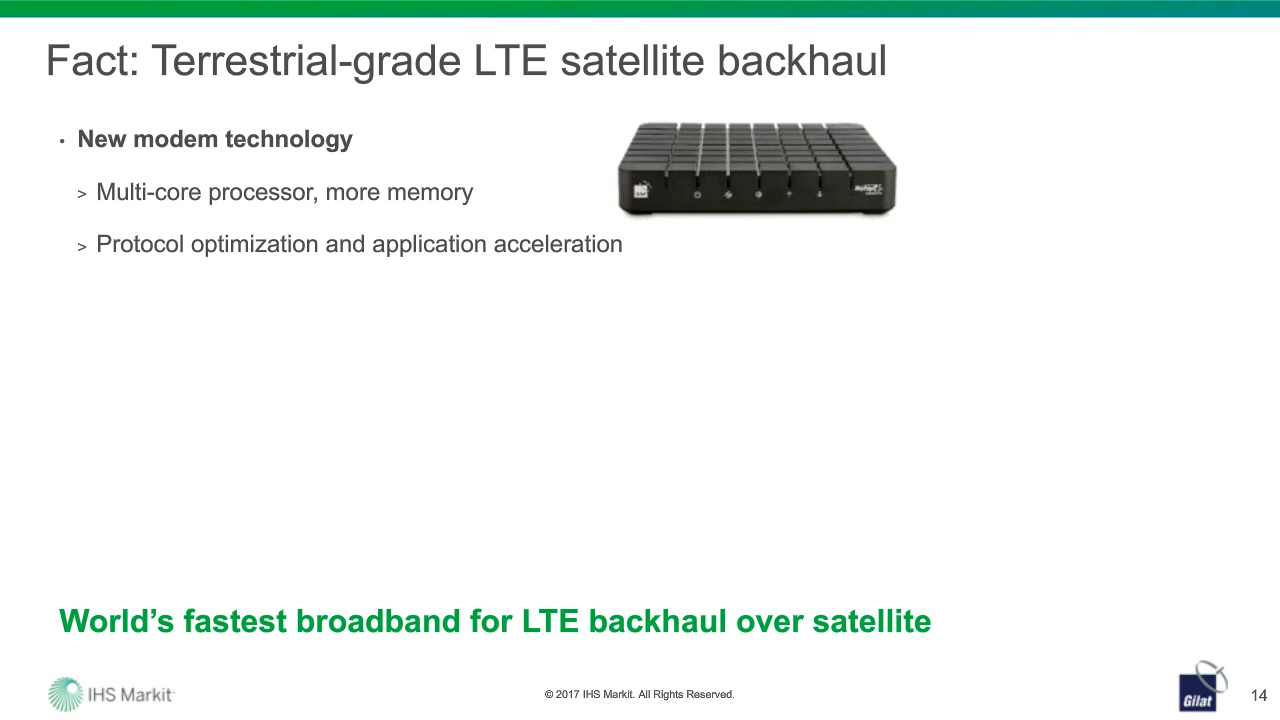 Fact: Terrestrial-grade LTE satellite backhaul
• New modem technology
> Multi-core processor, more memory
> Protocol optimization and application acceleration
Gilat
World’s fastest broadband for LTE backhaul over satellite
IHS Markit
© 2017 IHS Markit. All Rights Reserved.
Gilat
14